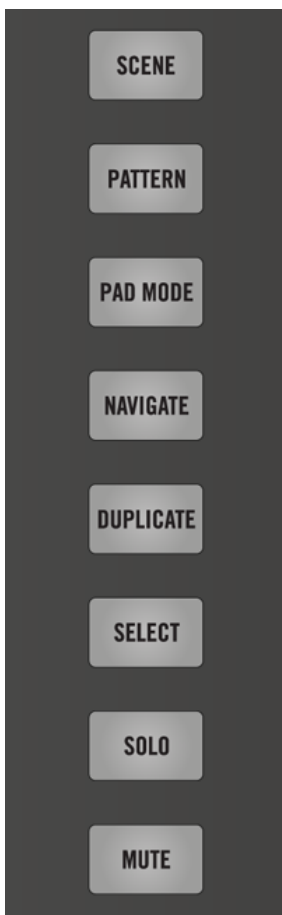 SCENE
PATTERN
PAD MODE
NAVIGATE
DUPLICATE
SELECT
SOLO
MUTE